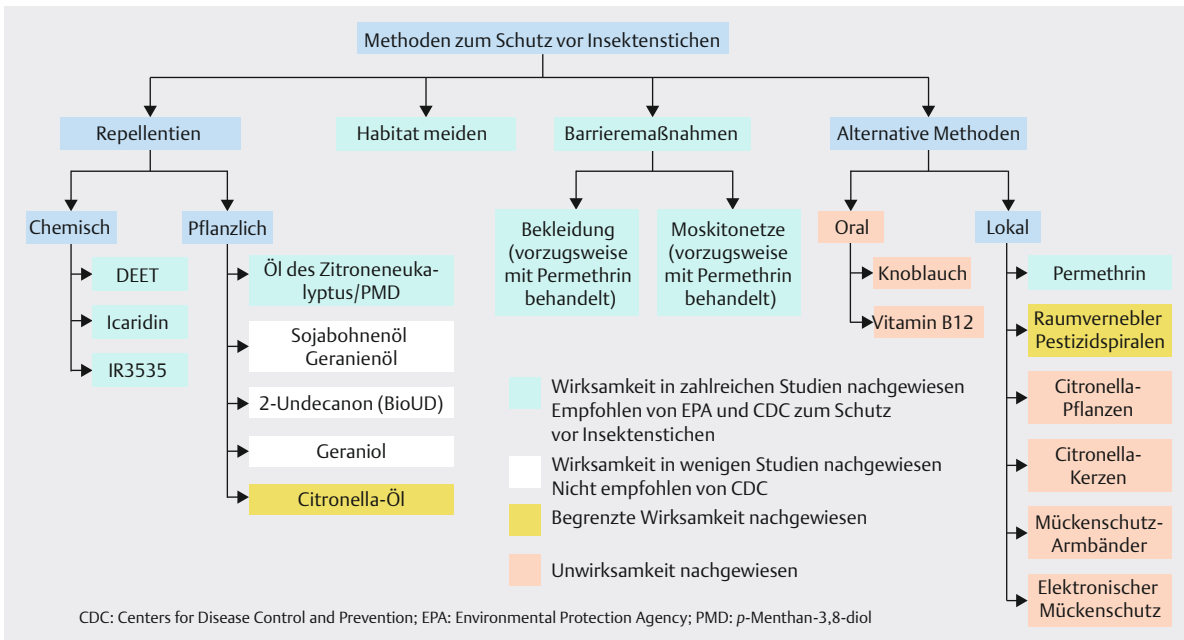 Methoden zum Schutz vor Insektenstichen
Repellentien
Habitat meiden
Barrieremaßnahmen
Alternative Methoden
Chemisch
Pflanzlich
DEET
Icaridin
IR3535
Öl des Zitroneneuka-
lyptus/PMD
Sojabohnenöl
Geranienöl
2-Undecanon (BioUD)
Geraniol
Citronella-Öl
Bekleidung
(vorzugsweise
mit Permethrin
behandelt)
Moskitonetze
(vorzugsweise
mit Permethrin
behandelt)
Oral
Lokal
Knoblauch
Vitamin B12
Permethrin
Raumvernebler
Pestizidspiralen
Citronella-
Pflanzen
Citronella-
Kerzen
Mückenschutz-
Armbänder
Elektronischer
Mückenschutz
Wirksamkeit in zahlreichen Studien nachgewiesen
Empfohlen von EPA und CDC zum Schutz
vor Insektenstichen
Wirksamkeit in wenigen Studien nachgewiesen
Nicht empfohlen von CDC
Begrenzte Wirksamkeit nachgewiesen
Unwirksamkeit nachgewiesen
CDC: Centers for Disease Control and Prevention; EPA: Environmental Protection Agency; PMD: p-Menthan-3,8-diol